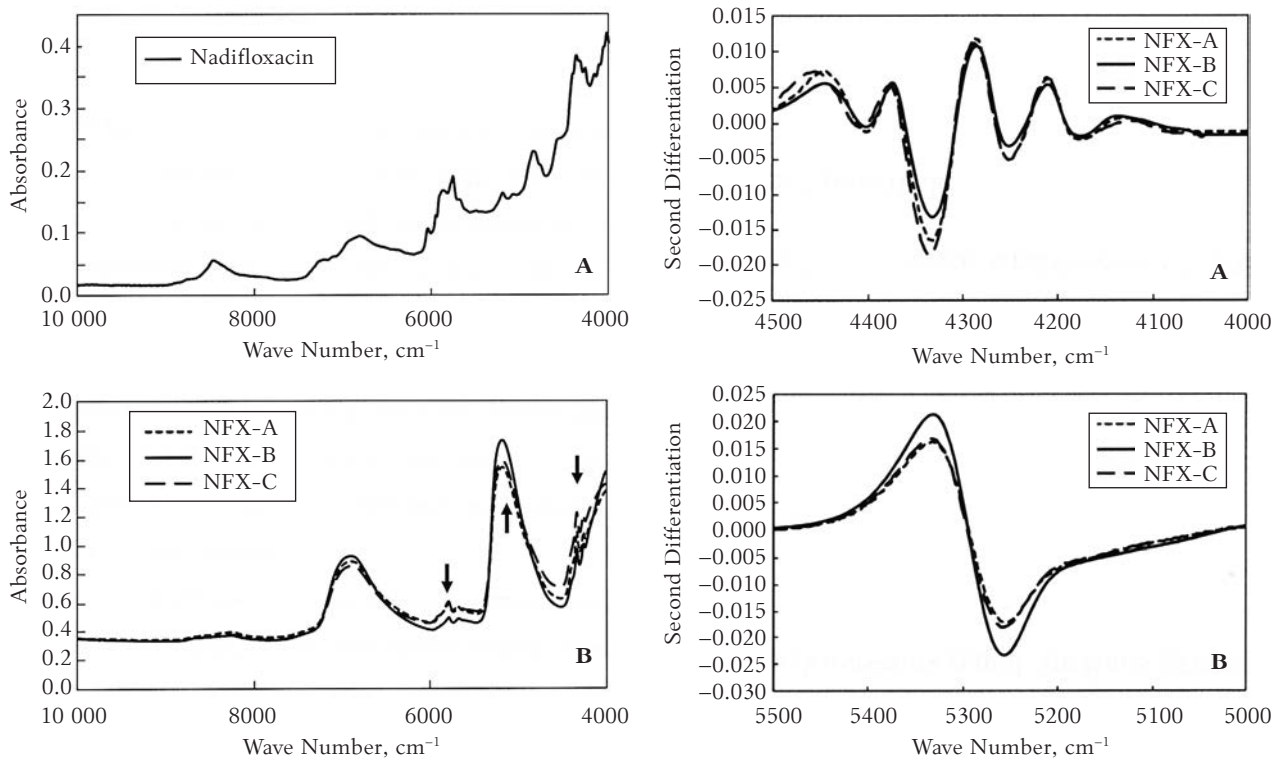 0.4
0.3
0.2
0.1
0.0
Absorbance
Nadifloxacin
A
10 000 8000 6000 4000
Wave Number, cm⁻¹
0.015
0.010
0.005
0.000
−0.005
−0.010
−0.015
−0.020
−0.025
Second Differentiation
NFX–A
NFX–B
NFX–C
A
4500 4400 4300 4200 4100 4000
Wave Number, cm⁻¹
2.0
1.8
1.6
1.4
1.2
1.0
0.8
0.6
0.4
0.2
0.0
Absorbance
NFX–A
NFX–B
NFX–C
B
10 000 8000 6000 4000
Wave Number, cm⁻¹
0.025
0.020
0.015
0.010
0.005
0.000
−0.005
−0.010
−0.015
−0.020
−0.025
−0.030
Second Differentiation
NFX–A
NFX–B
NFX–C
B
5500 5400 5300 5200 5100 5000
Wave Number, cm⁻¹